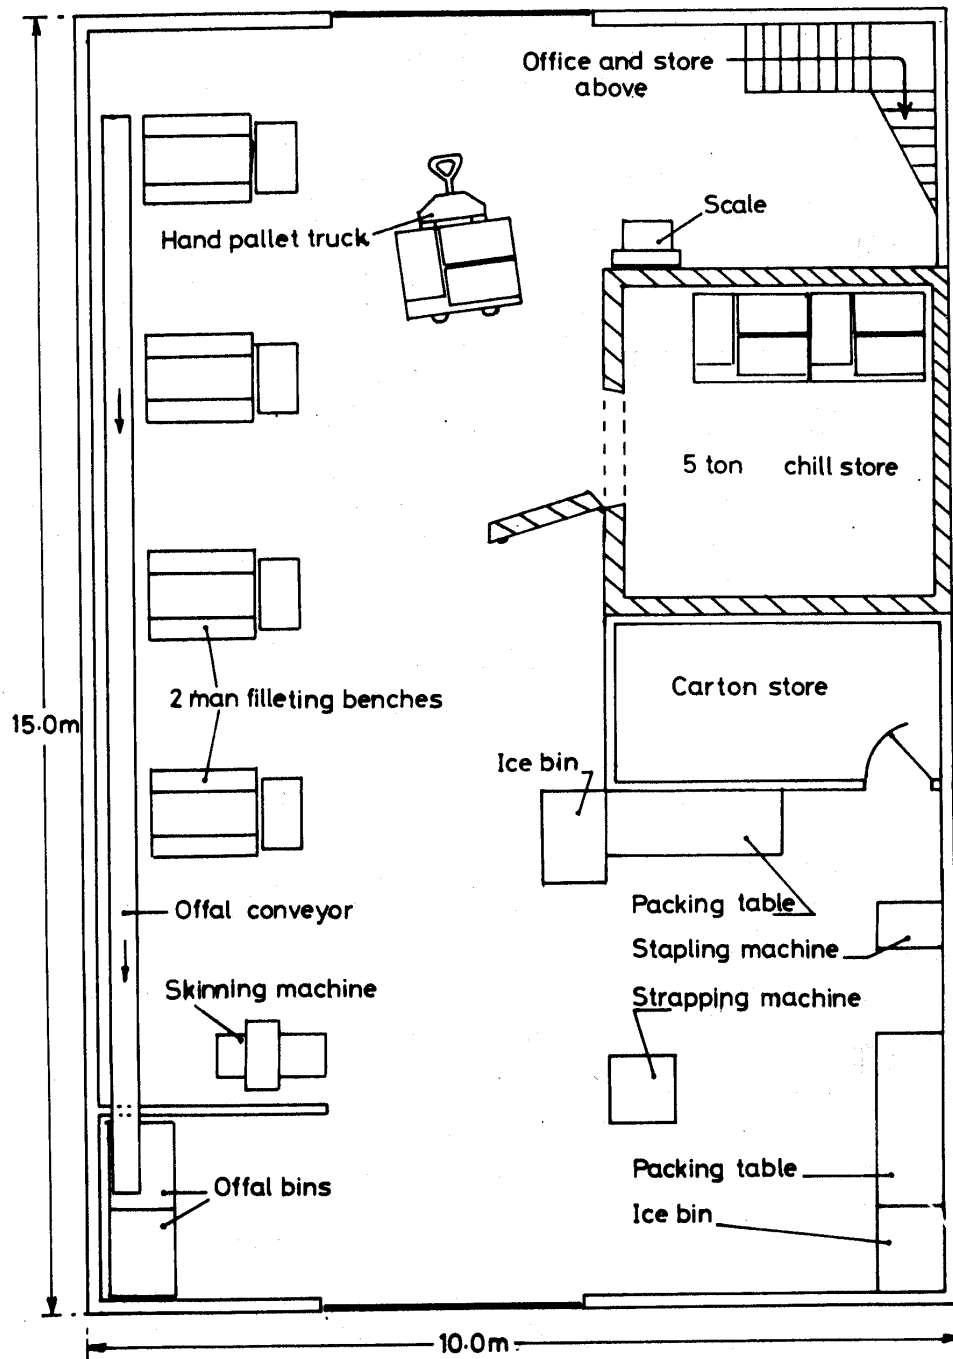 Office and store
above
Scale
Hand pallet truck
5 ton chill store
2 man filleting benches
Carton store
15.0m
Ice bin
Packing table
Offal conveyor
Stapling machine
Skinning machine
Strapping machine
Packing table
Offal bins
Ice bin
10.0m